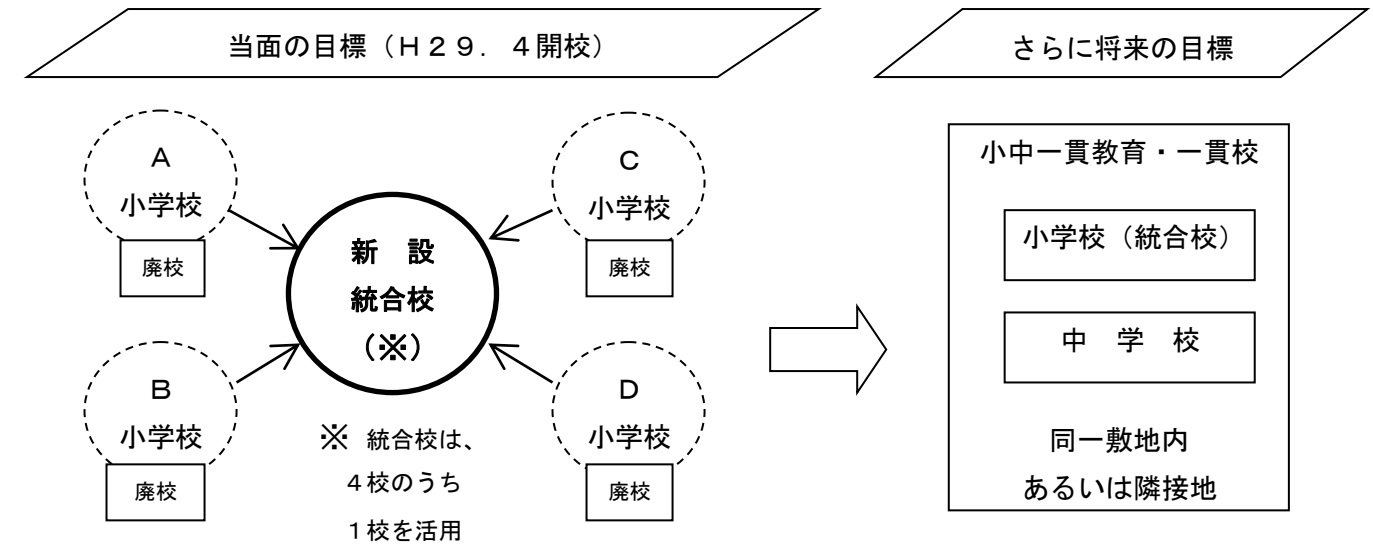 当面の目標(H29.4開校)
A
小学校
廃校
B
小学校
廃校
新 設
統合校
(※)
※ 統合校は、
4校のうち
1校を活用
C
小学校
廃校
D
小学校
廃校
さらに将来の目標
小中一貫教育・一貫校
小学校(統合校)
中 学 校
同一敷地内
あるいは隣接地